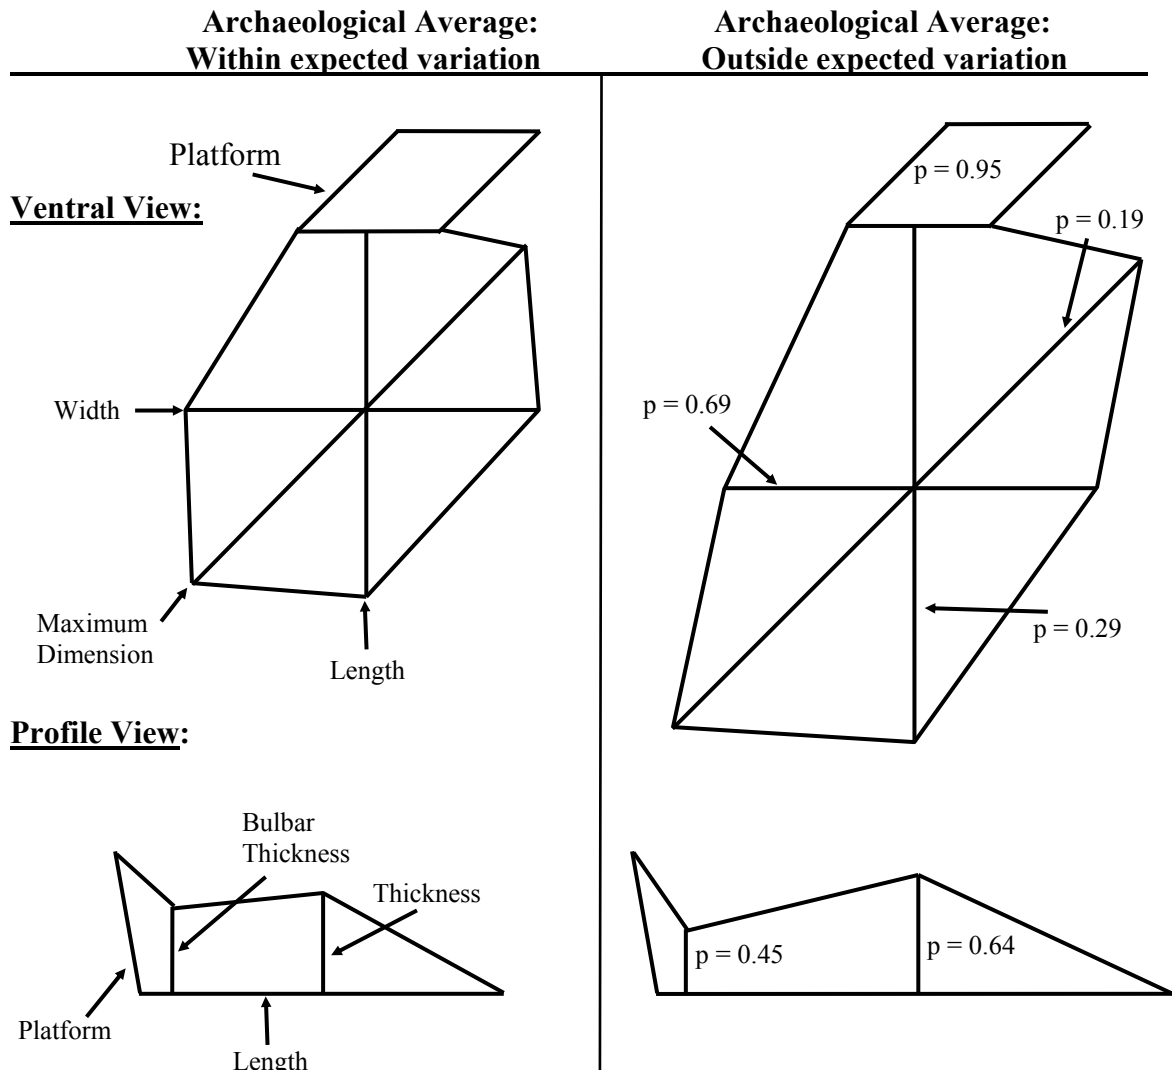 Archaeological Average:
Within expected variation
Archaeological Average:
Outside expected variation
Platform
Ventral View:
p = 0.95
p = 0.19
Width
p = 0.69
Maximum
Dimension
Length
p = 0.29
Profile View:
Bulbar
Thickness
Thickness
p = 0.45
p = 0.64
Platform
Length